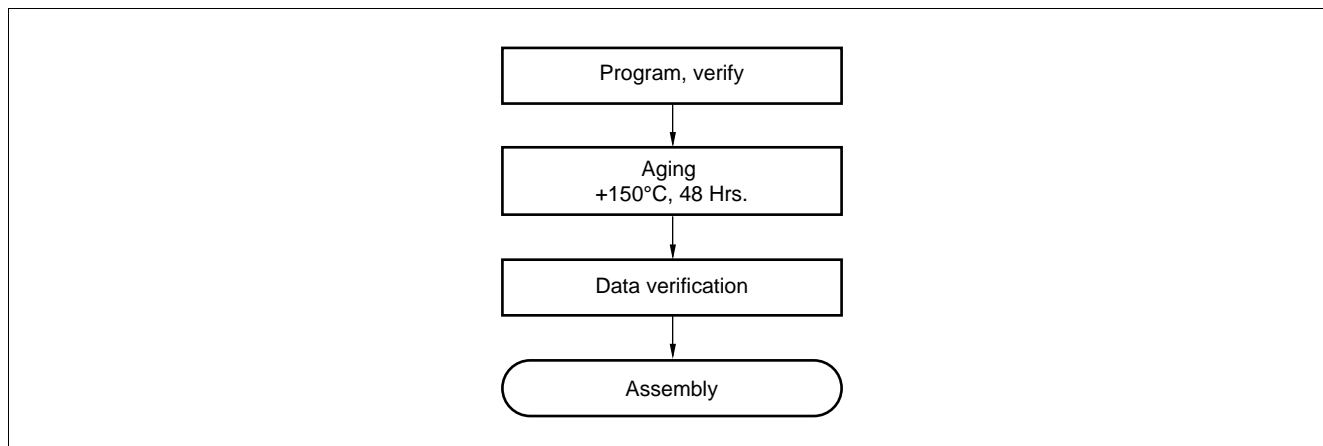 Program, verify
Aging
+150°C, 48 Hrs.
Data verification
Assembly